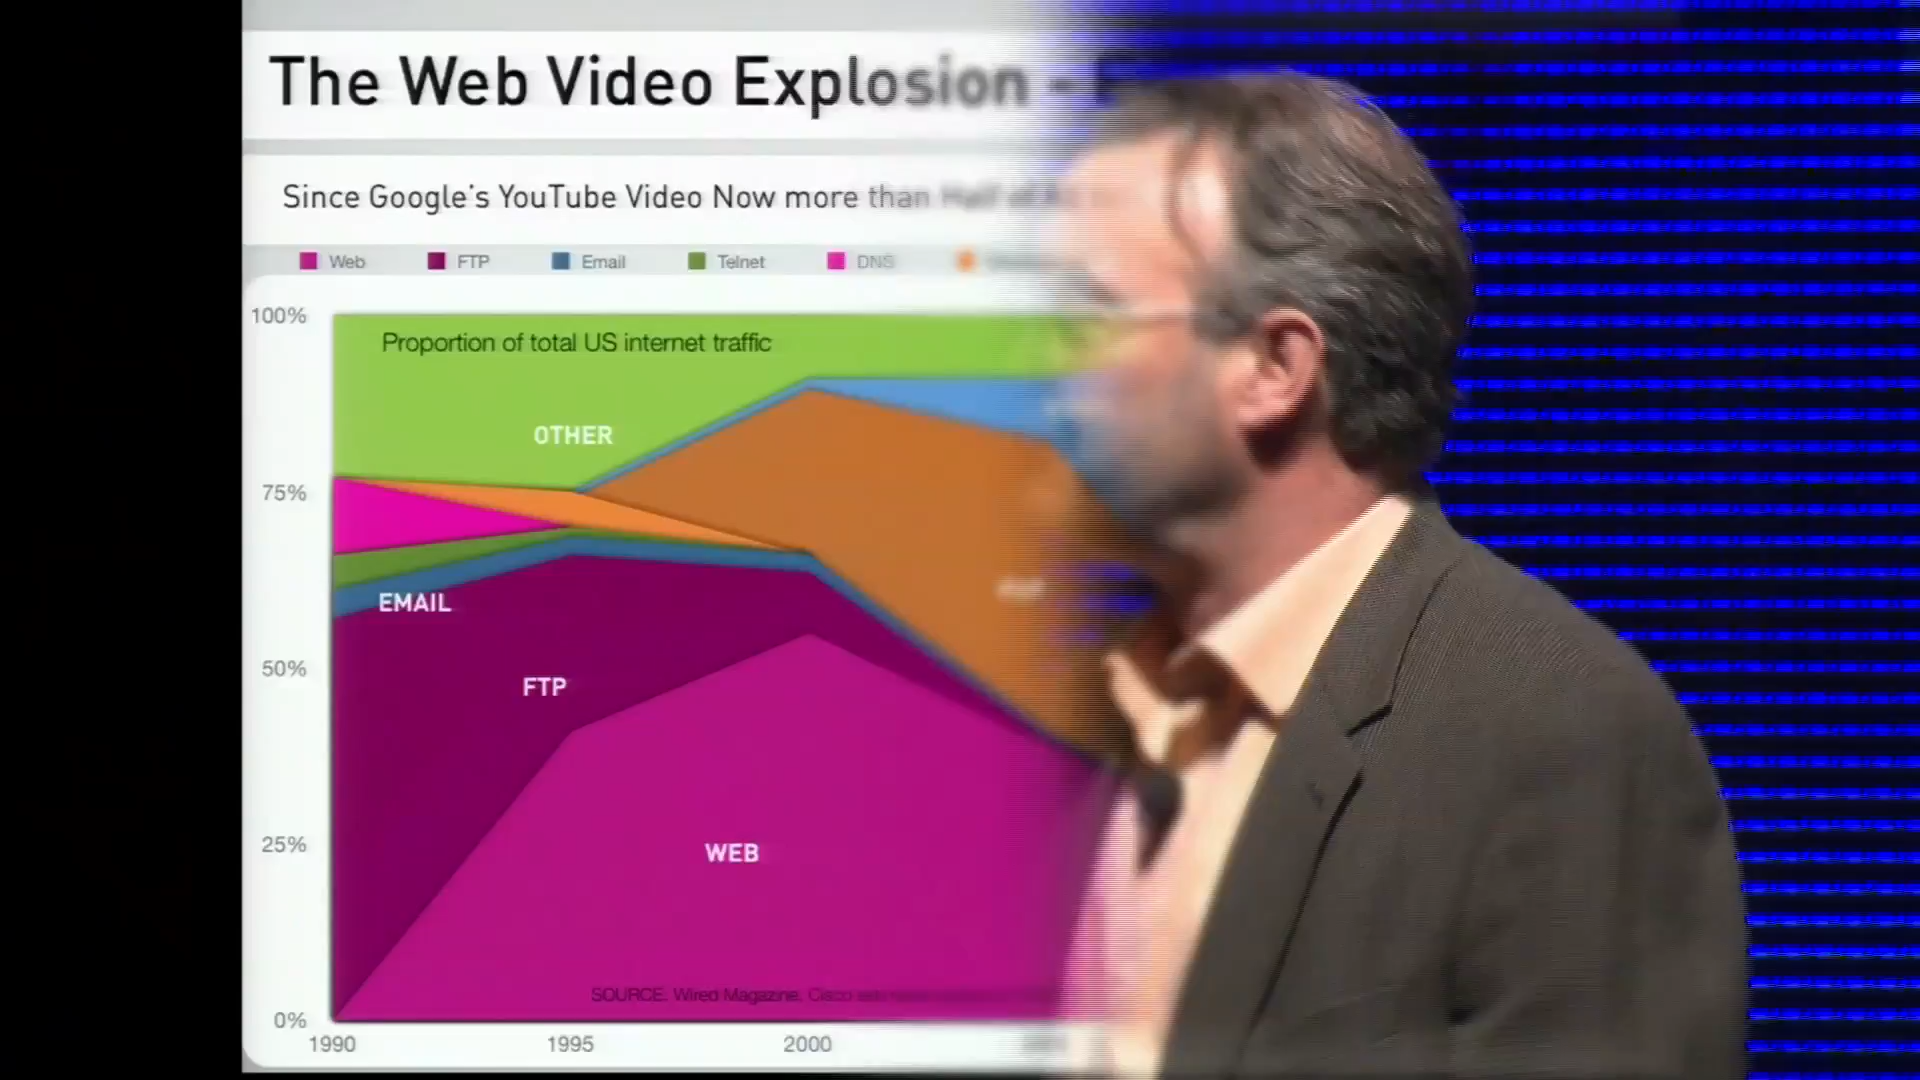 The Web Video Explosion -
Since Google's YouTube Video Now more than Half of
Web FTP Email Telnet DNS
100%
Proportion of total US internet traffic
OTHER
75%
EMAIL
50%
FTP
25%
WEB
SOURCE: Wired Magazine, Cisco
0%
1990 1995 2000